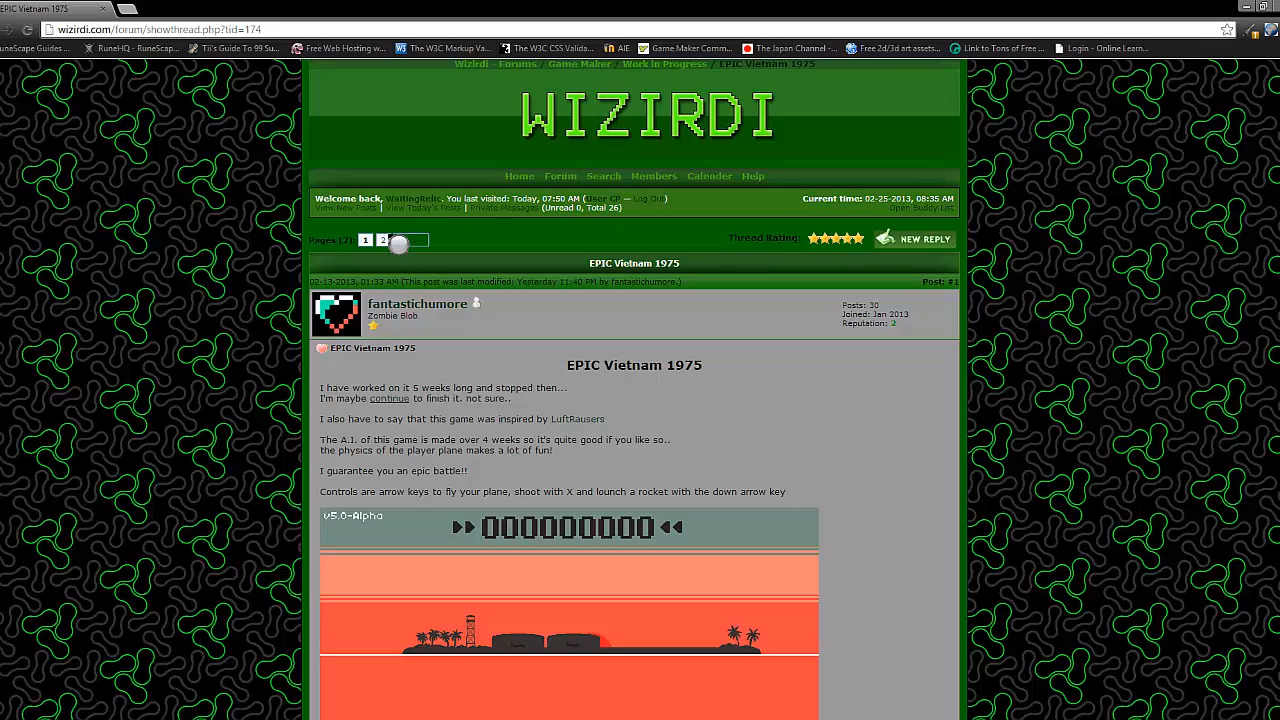 EPIC Vietnam 1975
wizirdi.com/forum/showthread.php?tid=174
RuneScape Guides ... RuneHQ - RuneScap... Tii's Guide To 99 Su... Free Web Hosting w... The W3C Markup Va... The W3C CSS Valida... AIE Game Maker Comm... The Japan Channel -... Free 2d/3d art assets... Link to Tons of Free ... Login - Online Learn...
Wizirdi - Forums / Game Maker / Work in Progress / EPIC Vietnam 1975
WIZIRDI
Home Forum Search Members Calender Help
Welcome back, WaitingRelic. You last visited: Today, 07:50 AM (User CP — Log Out) Current time: 02-25-2013, 08:35 AM
View New Posts | View Today's Posts | Private Messages (Unread 0, Total 26) Open Buddy List
Pages (2): 1 2 Thread Rating: NEW REPLY
EPIC Vietnam 1975
02-13-2013, 01:33 AM (This post was last modified: Yesterday 11:40 PM by fantastichumore.) Post: #1
fantastichumore Posts: 30
Zombie Blob Joined: Jan 2013
Reputation: 2
EPIC Vietnam 1975
EPIC Vietnam 1975
I have worked on it 5 weeks long and stopped then...
I'm maybe continue to finish it. not sure..
I also have to say that this game was inspired by LuftRausers
The A.I. of this game is made over 4 weeks so it's quite good if you like so..
the physics of the player plane makes a lot of fun!
I guarantee you an epic battle!!
Controls are arrow keys to fly your plane, shoot with X and lounch a rocket with the down arrow key
v5.0-Alpha
000000000